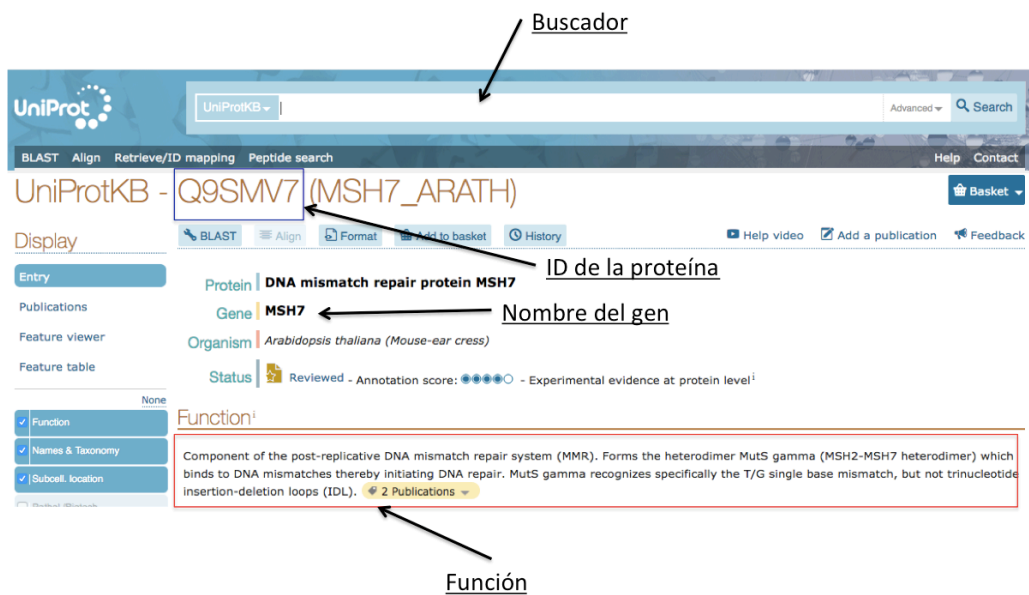 Buscador
UniProt
UniProtKB
Advanced
Search
BLAST Align Retrieve/ID mapping Peptide search
Help Contact
UniProtKB - Q9SMV7 (MSH7_ARATH)
Basket
Display
BLAST Align Format Add to basket History
Help video Add a publication Feedback
Entry
ID de la proteína
Protein DNA mismatch repair protein MSH7
Publications
Gene MSH7
Nombre del gen
Feature viewer
Organism Arabidopsis thaliana (Mouse-ear cress)
Feature table
Status Reviewed - Annotation score: - Experimental evidence at protein level i
None
Function i
Function
Names & Taxonomy
Subcell. location
Component of the post-replicative DNA mismatch repair system (MMR). Forms the heterodimer MutS gamma (MSH2-MSH7 heterodimer) which
binds to DNA mismatches thereby initiating DNA repair. MutS gamma recognizes specifically the T/G single base mismatch, but not trinucleotide
insertion-deletion loops (IDL). 2 Publications
Función